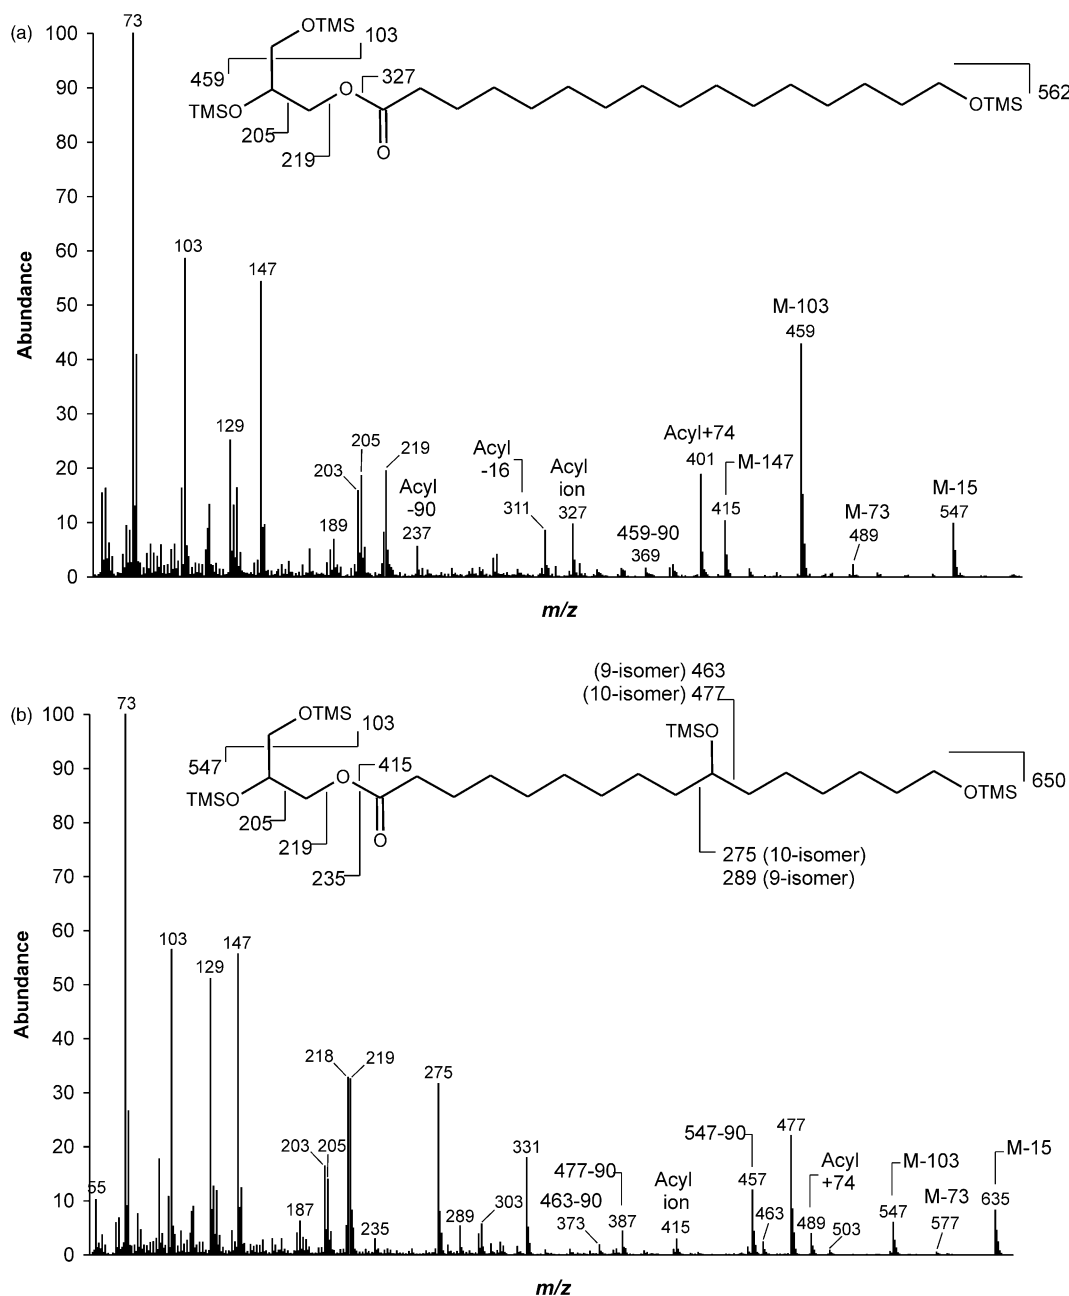 (a)
100
90
80
70
60
50
40
30
20
10
0
Abundance
m/z
OTMS
103
459
TMSO
O
327
205
219
O
OTMS
562
73
103
147
129
189
203
205
219
Acyl
-90
237
Acyl
-16
311
Acyl
ion
327
459-90
369
Acyl+74
401
M-147
415
M-103
459
M-73
489
M-15
547
(b)
100
90
80
70
60
50
40
30
20
10
0
Abundance
m/z
(9-isomer) 463
(10-isomer) 477
OTMS
103
547
TMSO
O
415
205
219
235
O
TMSO
OTMS
650
275 (10-isomer)
289 (9-isomer)
55
73
103
129
147
187
203
205
218
219
235
275
289
303
331
463-90
373
477-90
387
Acyl
ion
415
547-90
457
463
477
Acyl
+74
489
503
M-103
547
M-73
577
M-15
635